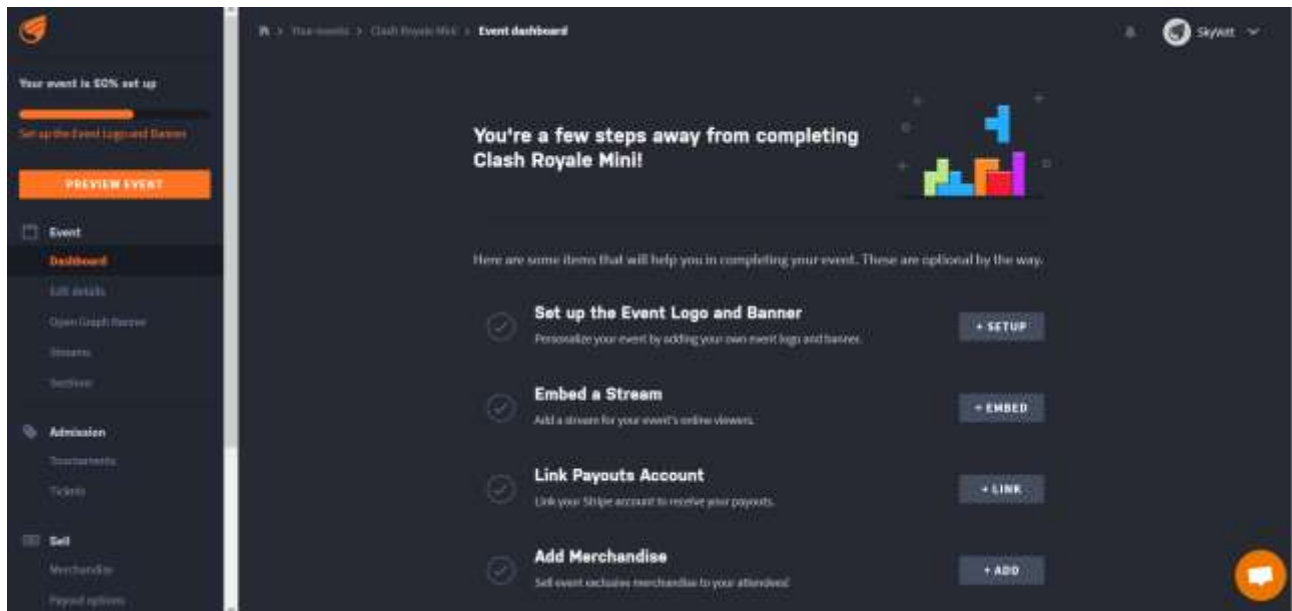 Your event is 60% set up
Set up the Event Logo and Banner
PREVIEW EVENT
Event
Dashboard
Edit details
Open Graph Banner
Streams
Sections
Admission
Tournaments
Tickets
Sell
Merchandise
Payout options
> Your events > Clash Royale Mini > Event dashboard
SkyWitt
You're a few steps away from completing
Clash Royale Mini!
Here are some items that will help you in completing your event. These are optional by the way.
Set up the Event Logo and Banner
Personalize your event by adding your own event logo and banner.
+ SETUP
Embed a Stream
Add a stream for your event's online viewers.
+ EMBED
Link Payouts Account
Link your Stripe account to receive your payouts.
+ LINK
Add Merchandise
Sell event exclusive merchandise to your attendees!
+ ADD